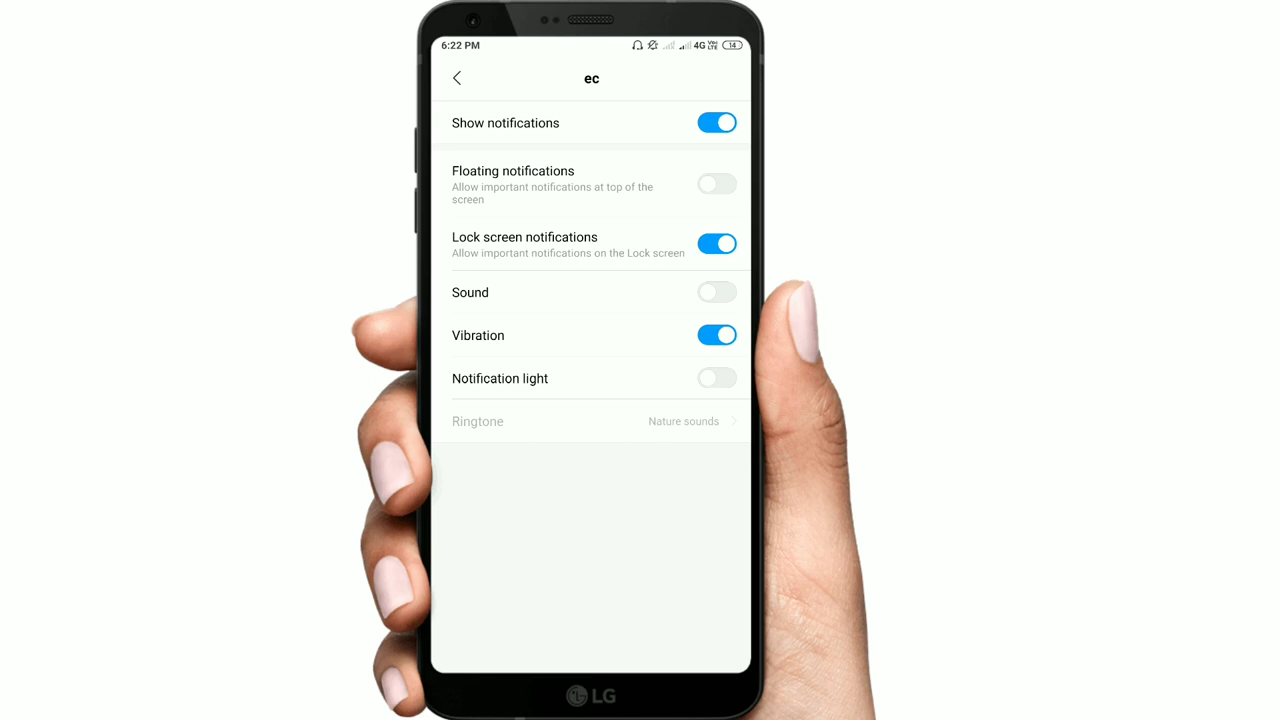 6:22 PM 4G VoLTE 14
ec
Show notifications
Floating notifications
Allow important notifications at top of the
screen
Lock screen notifications
Allow important notifications on the Lock screen
Sound
Vibration
Notification light
Ringtone Nature sounds
LG